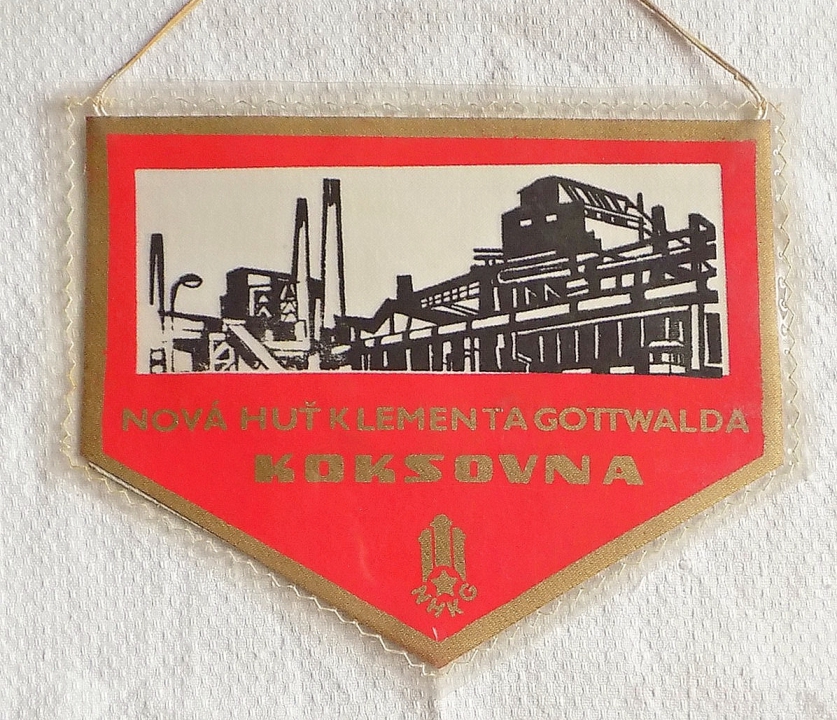 NOVÁ HUŤ KLEMENTA GOTTWALDA
KOKSOVNA
NHKG